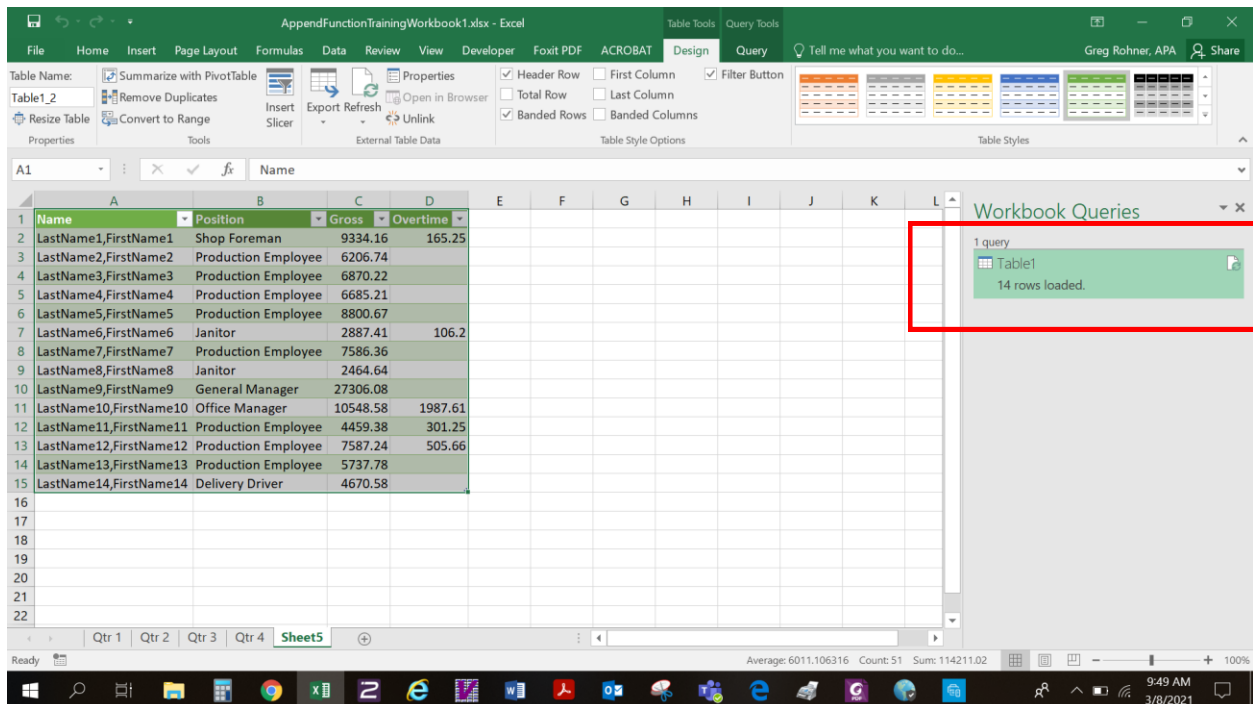 AppendFunctionTrainingWorkbook1.xlsx - Excel
Table Tools Query Tools
File Home Insert Page Layout Formulas Data Review View Developer Foxit PDF ACROBAT Design Query Tell me what you want to do... Greg Rohner, APA Share
Table Name:
Table1_2
Resize Table
Properties
Summarize with PivotTable
Remove Duplicates
Convert to Range
Tools
Insert
Slicer
Export Refresh
Properties
Open in Browser
Unlink
External Table Data
Header Row First Column Filter Button
Total Row Last Column
Banded Rows Banded Columns
Table Style Options
Table Styles
A1 fx Name
A B C D E F G H I J K L
1 Name Position Gross Overtime
2 LastName1,FirstName1 Shop Foreman 9334.16 165.25
3 LastName2,FirstName2 Production Employee 6206.74
4 LastName3,FirstName3 Production Employee 6870.22
5 LastName4,FirstName4 Production Employee 6685.21
6 LastName5,FirstName5 Production Employee 8800.67
7 LastName6,FirstName6 Janitor 2887.41 106.2
8 LastName7,FirstName7 Production Employee 7586.36
9 LastName8,FirstName8 Janitor 2464.64
10 LastName9,FirstName9 General Manager 27306.08
11 LastName10,FirstName10 Office Manager 10548.58 1987.61
12 LastName11,FirstName11 Production Employee 4459.38 301.25
13 LastName12,FirstName12 Production Employee 7587.24 505.66
14 LastName13,FirstName13 Production Employee 5737.78
15 LastName14,FirstName14 Delivery Driver 4670.58
16
17
18
19
20
21
22
Workbook Queries
1 query
Table1
14 rows loaded.
Qtr 1 Qtr 2 Qtr 3 Qtr 4 Sheet5
Ready Average: 6011.106316 Count: 51 Sum: 114211.02 100%
9:49 AM
3/8/2021